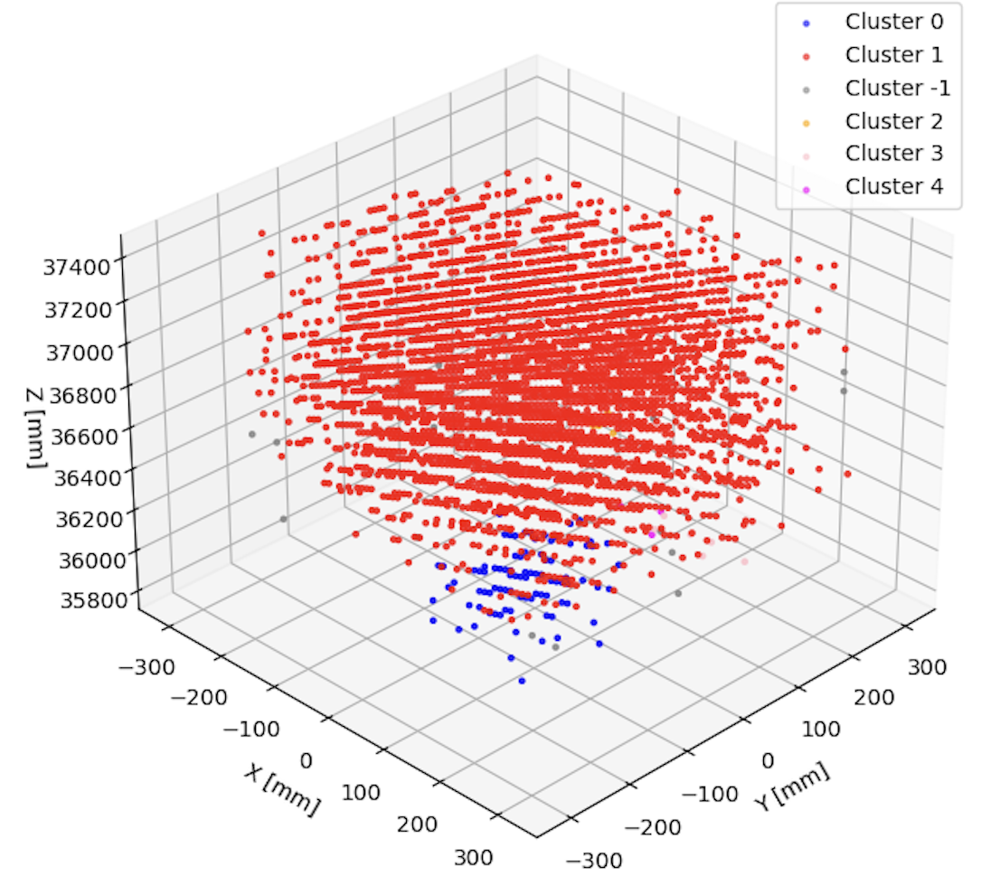 Cluster 0
Cluster 1
Cluster -1
Cluster 2
Cluster 3
Cluster 4
37400
37200
37000
36800
36600
36400
36200
36000
35800
Z [mm]
−300
−200
−100
0
100
200
300
X [mm]
300
200
100
0
−100
−200
−300
Y [mm]